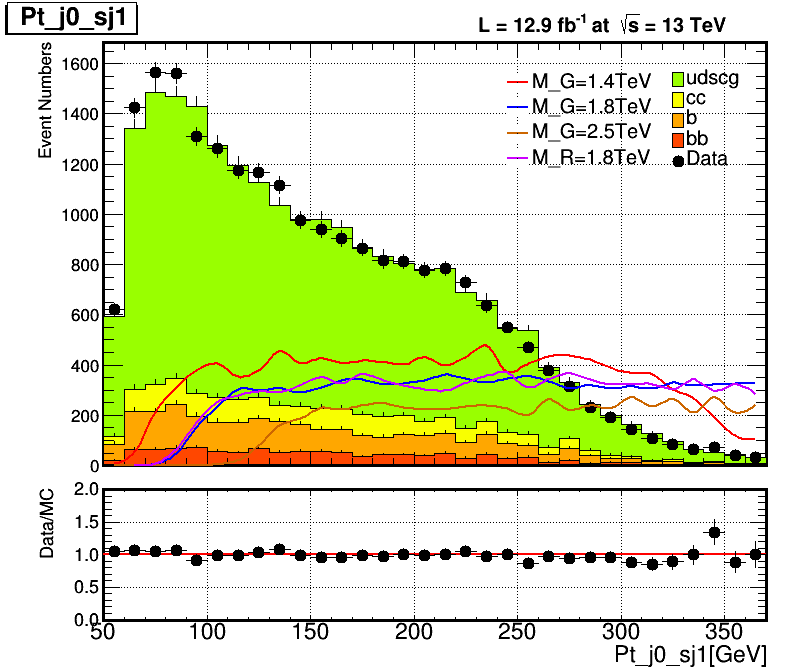 Pt_j0_sj1
L = 12.9 fb-1 at √s = 13 TeV
Event Numbers
1600
1400
1200
1000
800
600
400
200
0
M_G=1.4TeV
M_G=1.8TeV
M_G=2.5TeV
M_R=1.8TeV
udscg
cc
b
bb
Data
Data/MC
2.0
1.5
1.0
0.5
0.0
50 100 150 200 250 300 350
Pt_j0_sj1[GeV]